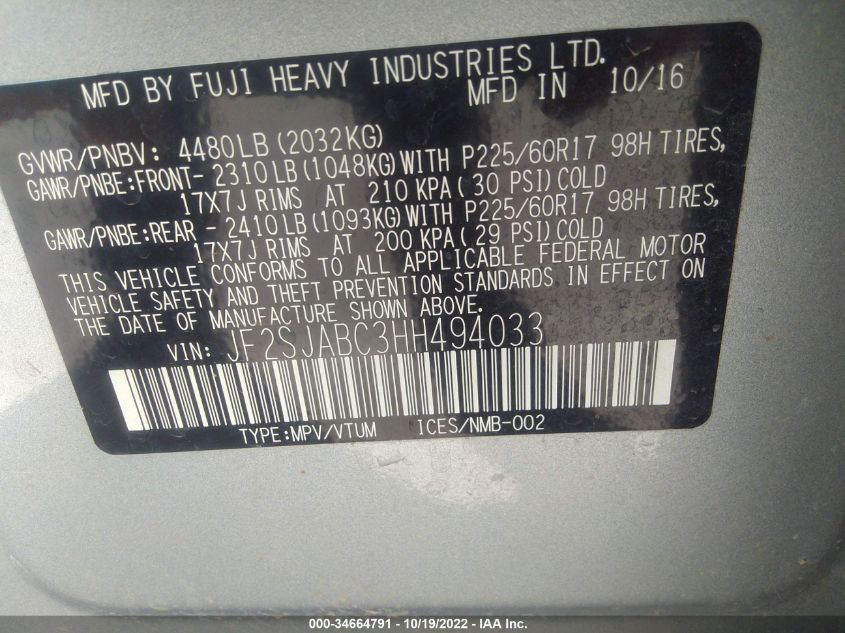 MFD BY FUJI HEAVY INDUSTRIES LTD.
MFD IN 10/16
GVWR/PNBV: 4480LB (2032KG)
GAWR/PNBE:FRONT- 2310LB (1048KG) WITH P225/60R17 98H TIRES,
17X7J RIMS AT 210 KPA ( 30 PSI) COLD
GAWR/PNBE:REAR - 2410LB (1093KG) WITH P225/60R17 98H TIRES,
17X7J RIMS AT 200 KPA ( 29 PSI) COLD
THIS VEHICLE CONFORMS TO ALL APPLICABLE FEDERAL MOTOR
VEHICLE SAFETY AND THEFT PREVENTION STANDARDS IN EFFECT ON
THE DATE OF MANUFACTURE SHOWN ABOVE.
VIN: JF2SJABC3HH494033
TYPE:MPV/VTUM ICES/NMB-002
000-34664791 - 10/19/2022 - IAA Inc.